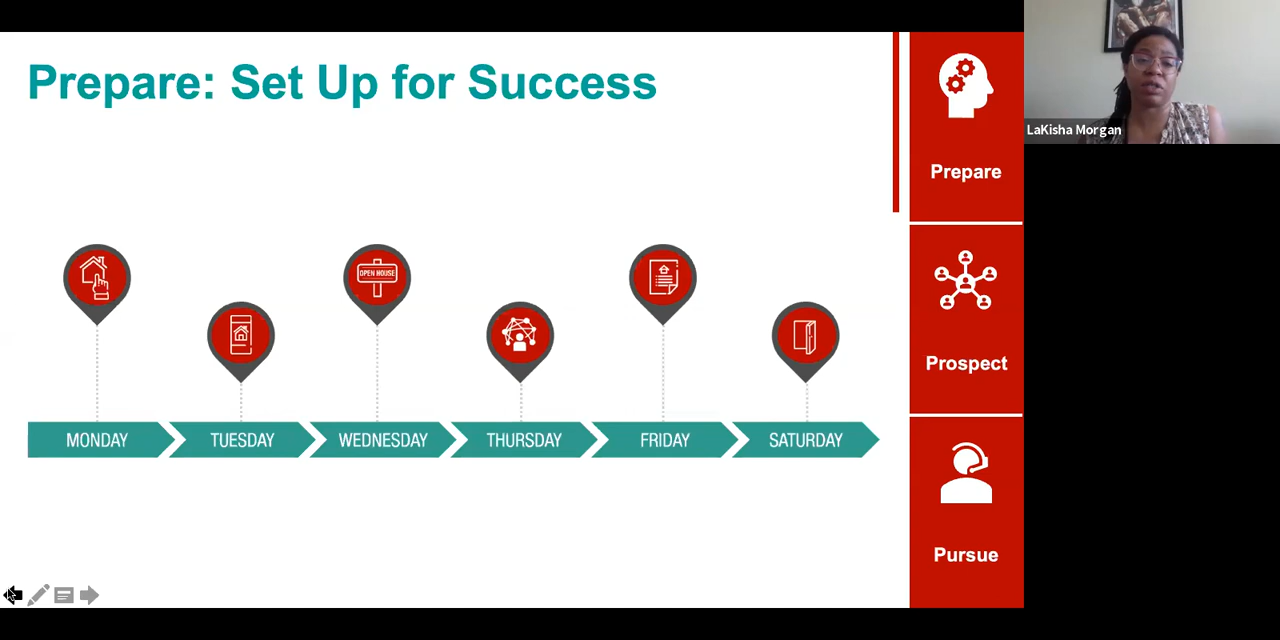 Prepare: Set Up for Success
OPEN HOUSE
MONDAY
TUESDAY
WEDNESDAY
THURSDAY
FRIDAY
SATURDAY
Prepare
Prospect
Pursue
LaKisha Morgan